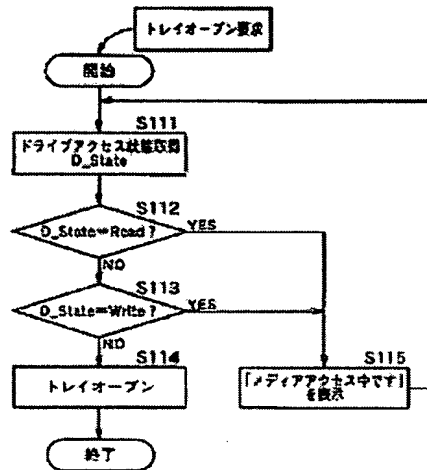 トレイオープン要求
開始
S111
ドライブアクセス状態取得
D_State
S112
D_State=Read ?
YES
NO
S113
D_State=Write ?
YES
NO
S114
トレイオープン
S115
「メディアアクセス中です」
を表示
終了